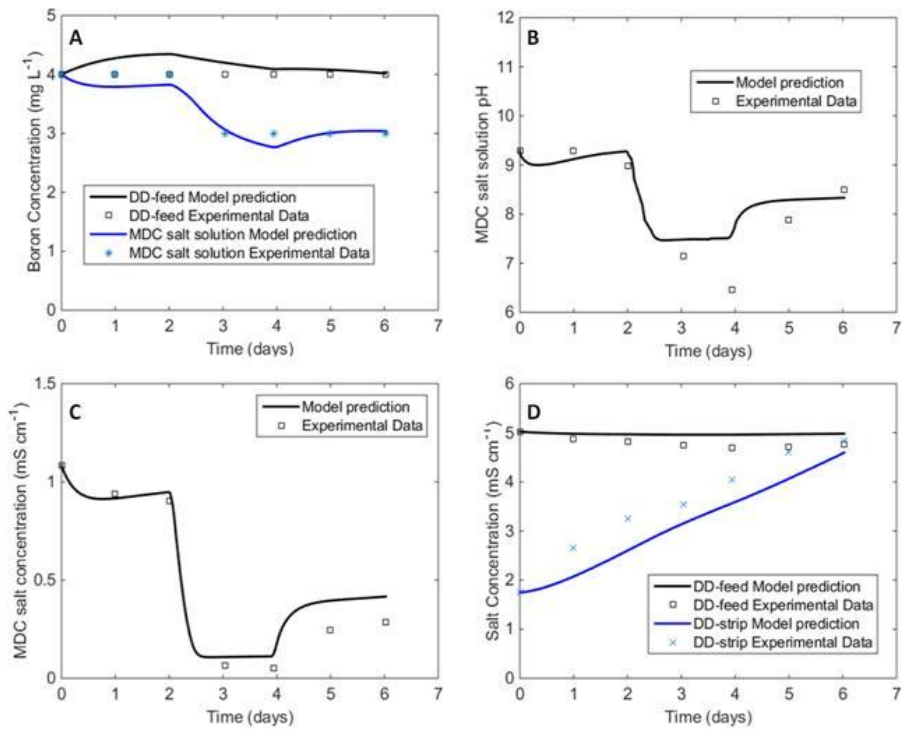 A
Boron Concentration (mg L⁻¹)
5
4
3
2
1
0
DD-feed Model prediction
DD-feed Experimental Data
MDC salt solution Model prediction
MDC salt solution Experimental Data
0 1 2 3 4 5 6 7
Time (days)
B
MDC salt solution pH
12
11
10
9
8
7
6
Model prediction
Experimental Data
0 1 2 3 4 5 6 7
Time (days)
C
MDC salt concentration (mS cm⁻¹)
1.5
1
0.5
0
Model prediction
Experimental Data
0 1 2 3 4 5 6 7
Time (days)
D
Salt Concentration (mS cm⁻¹)
6
5
4
3
2
1
0
DD-feed Model prediction
DD-feed Experimental Data
DD-strip Model prediction
DD-strip Experimental Data
0 1 2 3 4 5 6 7
Time (days)